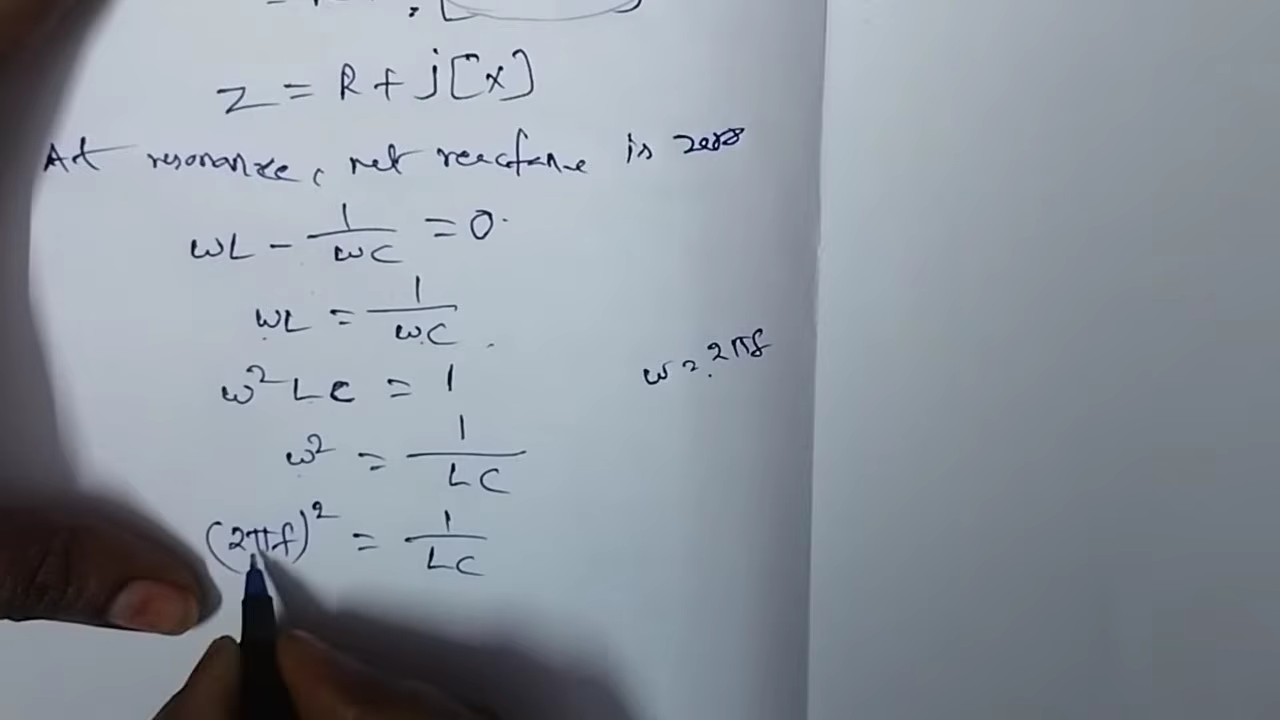 Z = R + j[X]
At resonance, net reactance is zero
ωL - 1/ωC = 0
ωL = 1/ωC
ω = 2πf
ω²LC = 1
ω² = 1/LC
(2πf)² = 1/LC